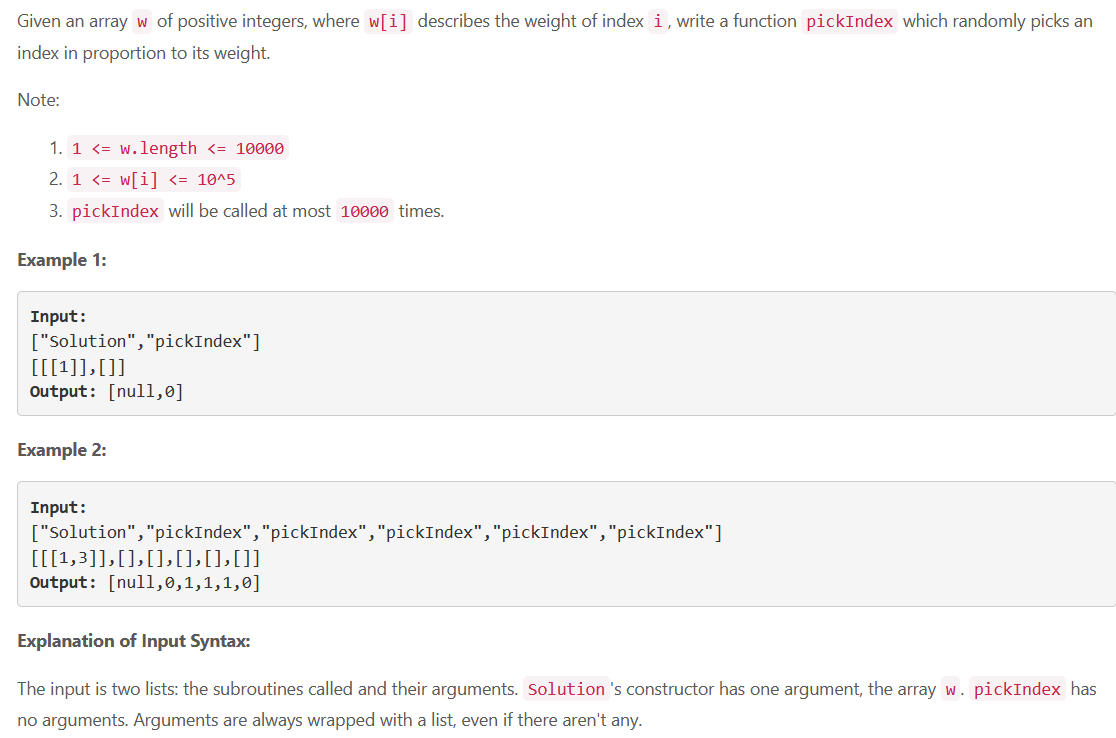 Given an array w of positive integers, where w[i] describes the weight of index i, write a function pickIndex which randomly picks an
index in proportion to its weight.
Note:
1. 1 <= w.length <= 10000
2. 1 <= w[i] <= 10^5
3. pickIndex will be called at most 10000 times.
Example 1:
Input:
["Solution","pickIndex"]
[[[1]],[]]
Output: [null,0]
Example 2:
Input:
["Solution","pickIndex","pickIndex","pickIndex","pickIndex","pickIndex"]
[[[1,3]],[],[],[],[],[]]
Output: [null,0,1,1,1,0]
Explanation of Input Syntax:
The input is two lists: the subroutines called and their arguments. Solution's constructor has one argument, the array w. pickIndex has
no arguments. Arguments are always wrapped with a list, even if there aren't any.